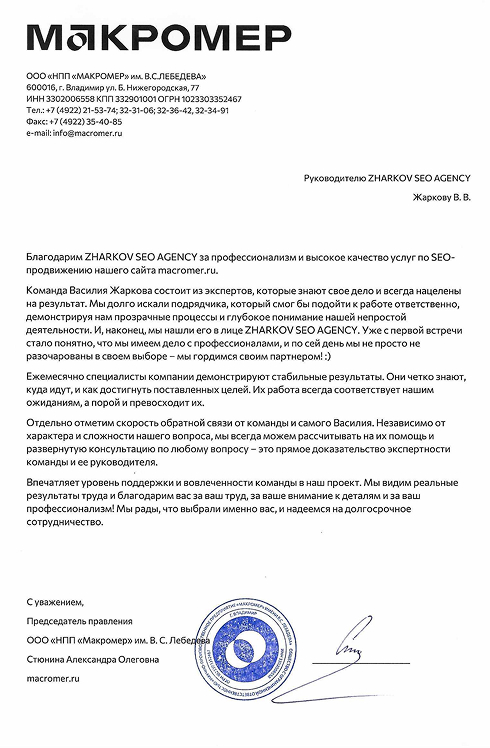 МАКРОМЕР
ООО «НПП «МАКРОМЕР» им. В.С.ЛЕБЕДЕВА»
600016, г. Владимир ул. Б. Нижегородская, 77
ИНН 3302006558 КПП 332901001 ОГРН 1023303352467
Тел.: +7 (4922) 21-53-74; 32-31-06; 32-36-42, 32-34-91
Факс: +7 (4922) 35-40-85
e-mail: info@macromer.ru
Руководителю ZHARKOV SEO AGENCY
Жаркову В. В.
Благодарим ZHARKOV SEO AGENCY за профессионализм и высокое качество услуг по SEO-
продвижению нашего сайта macromer.ru.
Команда Василия Жаркова состоит из экспертов, которые знают свое дело и всегда нацелены
на результат. Мы долго искали подрядчика, который смог бы подойти к работе ответственно,
демонстрируя нам прозрачные процессы и глубокое понимание нашей непростой
деятельности. И, наконец, мы нашли его в лице ZHARKOV SEO AGENCY. Уже с первой встречи
стало понятно, что мы имеем дело с профессионалами, и по сей день мы не просто не
разочарованы в своем выборе – мы гордимся своим партнером! :)
Ежемесячно специалисты компании демонстрируют стабильные результаты. Они четко знают,
куда идут, и как достигнуть поставленных целей. Их работа всегда соответствует нашим
ожиданиям, а порой и превосходит их.
Отдельно отметим скорость обратной связи от команды и самого Василия. Независимо от
характера и сложности нашего вопроса, мы всегда можем рассчитывать на их помощь и
развернутую консультацию по любому вопросу – это прямое доказательство экспертности
команды и ее руководителя.
Впечатляет уровень поддержки и вовлеченности команды в наш проект. Мы видим реальные
результаты труда и благодарим вас за ваш труд, за ваше внимание к деталям и за ваш
профессионализм! Мы рады, что выбрали именно вас, и надеемся на долгосрочное
сотрудничество.
С уважением,
Председатель правления
ООО «НПП «Макромер» им. В. С. Лебедева
Стюнина Александра Олеговна
macromer.ru